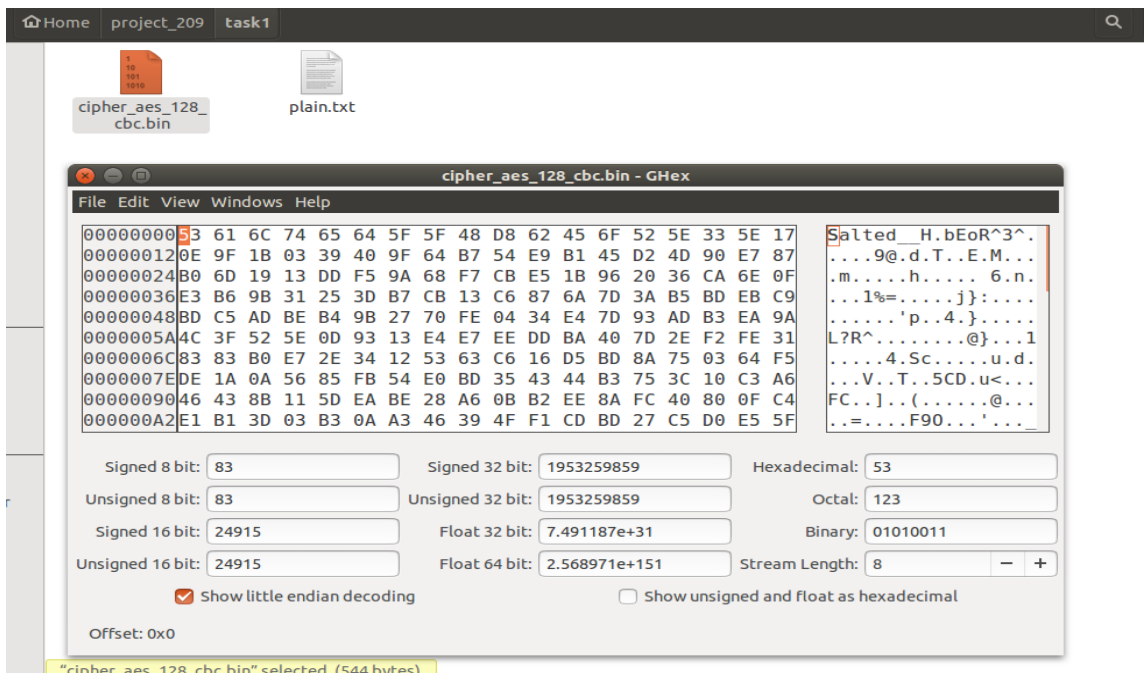 Home project_209 task1
1
10
101
1010
cipher_aes_128_
cbc.bin
plain.txt
cipher_aes_128_cbc.bin - GHex
File Edit View Windows Help
00000000 53 61 6C 74 65 64 5F 5F 48 D8 62 45 6F 52 5E 33 5E 17 Salted__H.bEoR^3^.
00000012 0E 9F 1B 03 39 40 9F 64 B7 54 E9 B1 45 D2 4D 90 E7 87 ....9@.d.T..E.M...
00000024 B0 6D 19 13 DD F5 9A 68 F7 CB E5 1B 96 20 36 CA 6E 0F .m.....h..... 6.n.
00000036 E3 B6 9B 31 25 3D B7 CB 13 C6 87 6A 7D 3A B5 BD EB C9 ...1%=.....j}:....
00000048 BD C5 AD BE B4 9B 27 70 FE 04 34 E4 7D 93 AD B3 EA 9A ......'p..4.}.....
0000005A 4C 3F 52 5E 0D 93 13 E4 E7 EE DD BA 40 7D 2E F2 FE 31 L?R^........@}...1
0000006C 83 83 B0 E7 2E 34 12 53 63 C6 16 D5 BD 8A 75 03 64 F5 .....4.Sc.....u.d.
0000007E DE 1A 0A 56 85 FB 54 E0 BD 35 43 44 B3 75 3C 10 C3 A6 ...V..T..5CD.u<...
00000090 46 43 8B 11 5D EA BE 28 A6 0B B2 EE 8A FC 40 80 0F C4 FC..]..(......@...
000000A2 E1 B1 3D 03 B3 0A A3 46 39 4F F1 CD BD 27 C5 D0 E5 5F ..=....F9O...'..._
Signed 8 bit: 83 Signed 32 bit: 1953259859 Hexadecimal: 53
Unsigned 8 bit: 83 Unsigned 32 bit: 1953259859 Octal: 123
Signed 16 bit: 24915 Float 32 bit: 7.491187e+31 Binary: 01010011
Unsigned 16 bit: 24915 Float 64 bit: 2.568971e+151 Stream Length: 8 − +
Show little endian decoding Show unsigned and float as hexadecimal
Offset: 0x0
"cipher_aes_128_cbc.bin" selected (544 bytes)